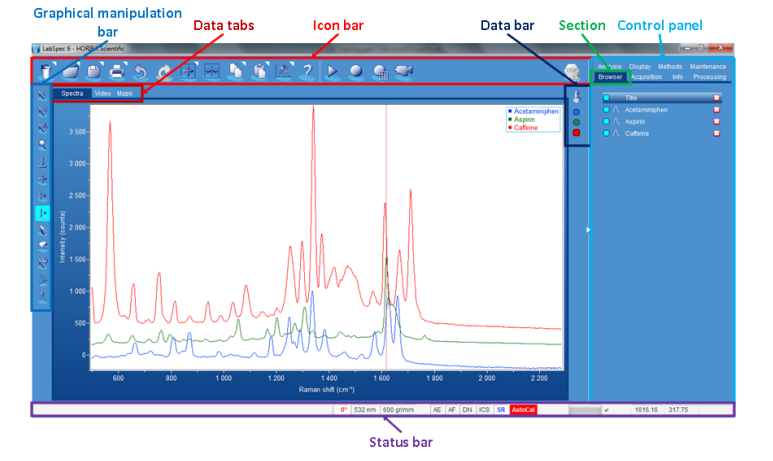 Graphical manipulation
bar
Data tabs
Icon bar
Data bar
Section
Control panel
LabSpec 6 - HORIBA Scientific
Analysis Display Methods Maintenance
Browser Acquisition Info Processing
Spectra Video Maps
Title
Acetaminiphen
Aspirin
Caffeine
Acetaminiphen
Aspirin
Caffeine
Intensity (counts)
3 500
3 000
2 500
2 000
1 500
1 000
500
0
600 800 1 000 1 200 1 400 1 600 1 800 2 000 2 200
Raman shift (cm⁻¹)
0° 532 nm 600 gr/mm AE AF DN ICS SR AutoCal 1616.16 317.75
Status bar